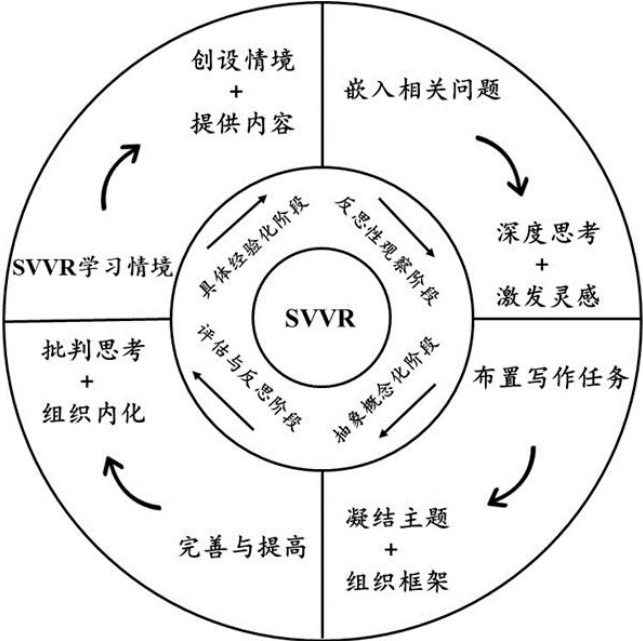 创设情境
+
提供内容
SVVR学习情境
嵌入相关问题
深度思考
+
激发灵感
具体经验化阶段
反思性观察阶段
SVVR
评估与反思阶段
抽象概念化阶段
布置写作任务
凝结主题
+
组织框架
批判思考
+
组织内化
完善与提高